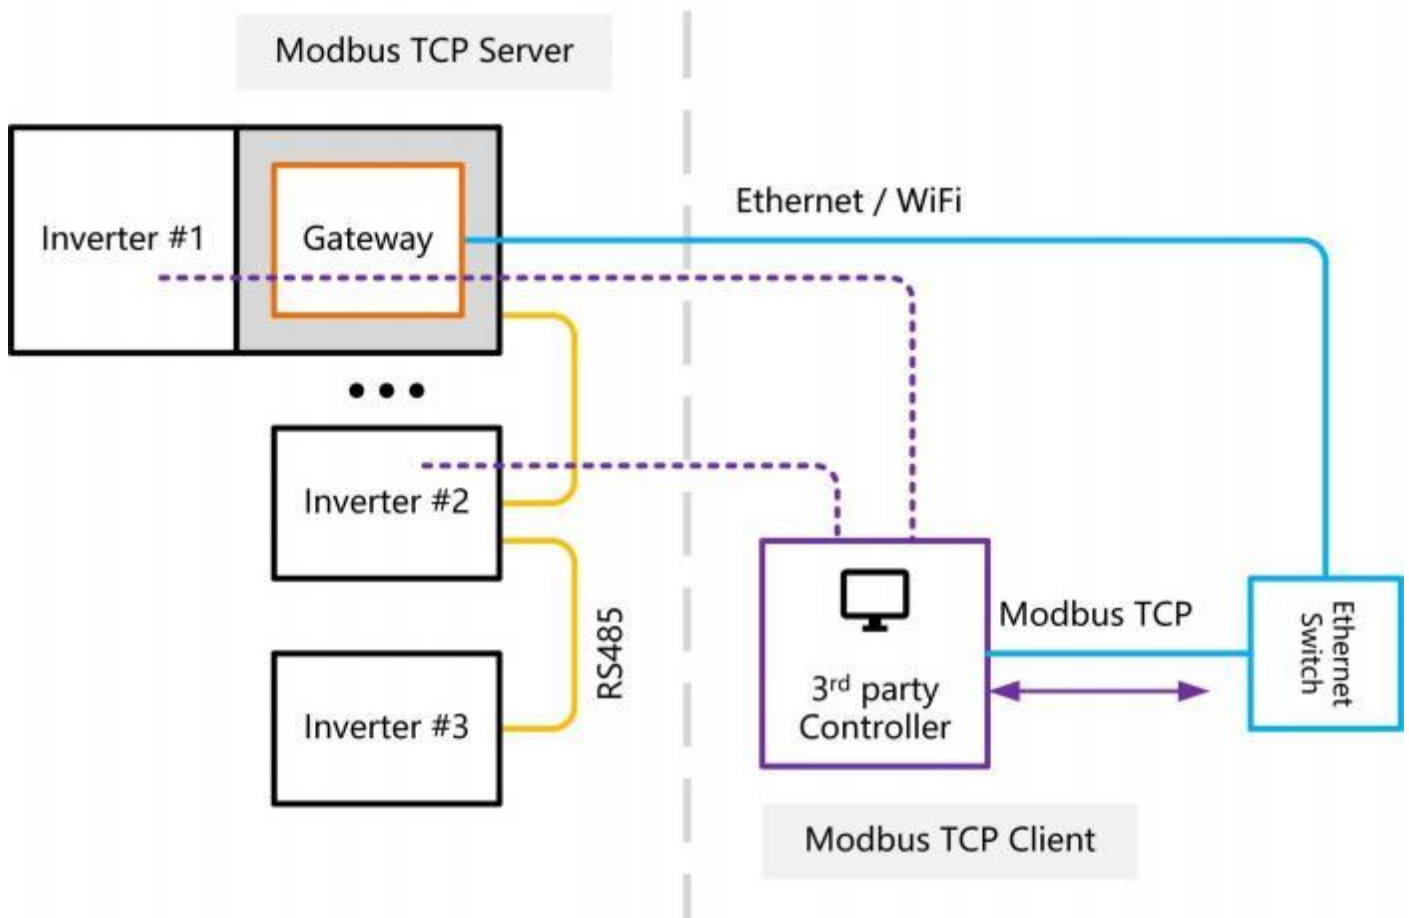 Modbus TCP Server
Ethernet / WiFi
Inverter #1
Gateway
Inverter #2
RS485
Inverter #3
Modbus TCP
Ethernet
Switch
3rd party
Controller
Modbus TCP Client